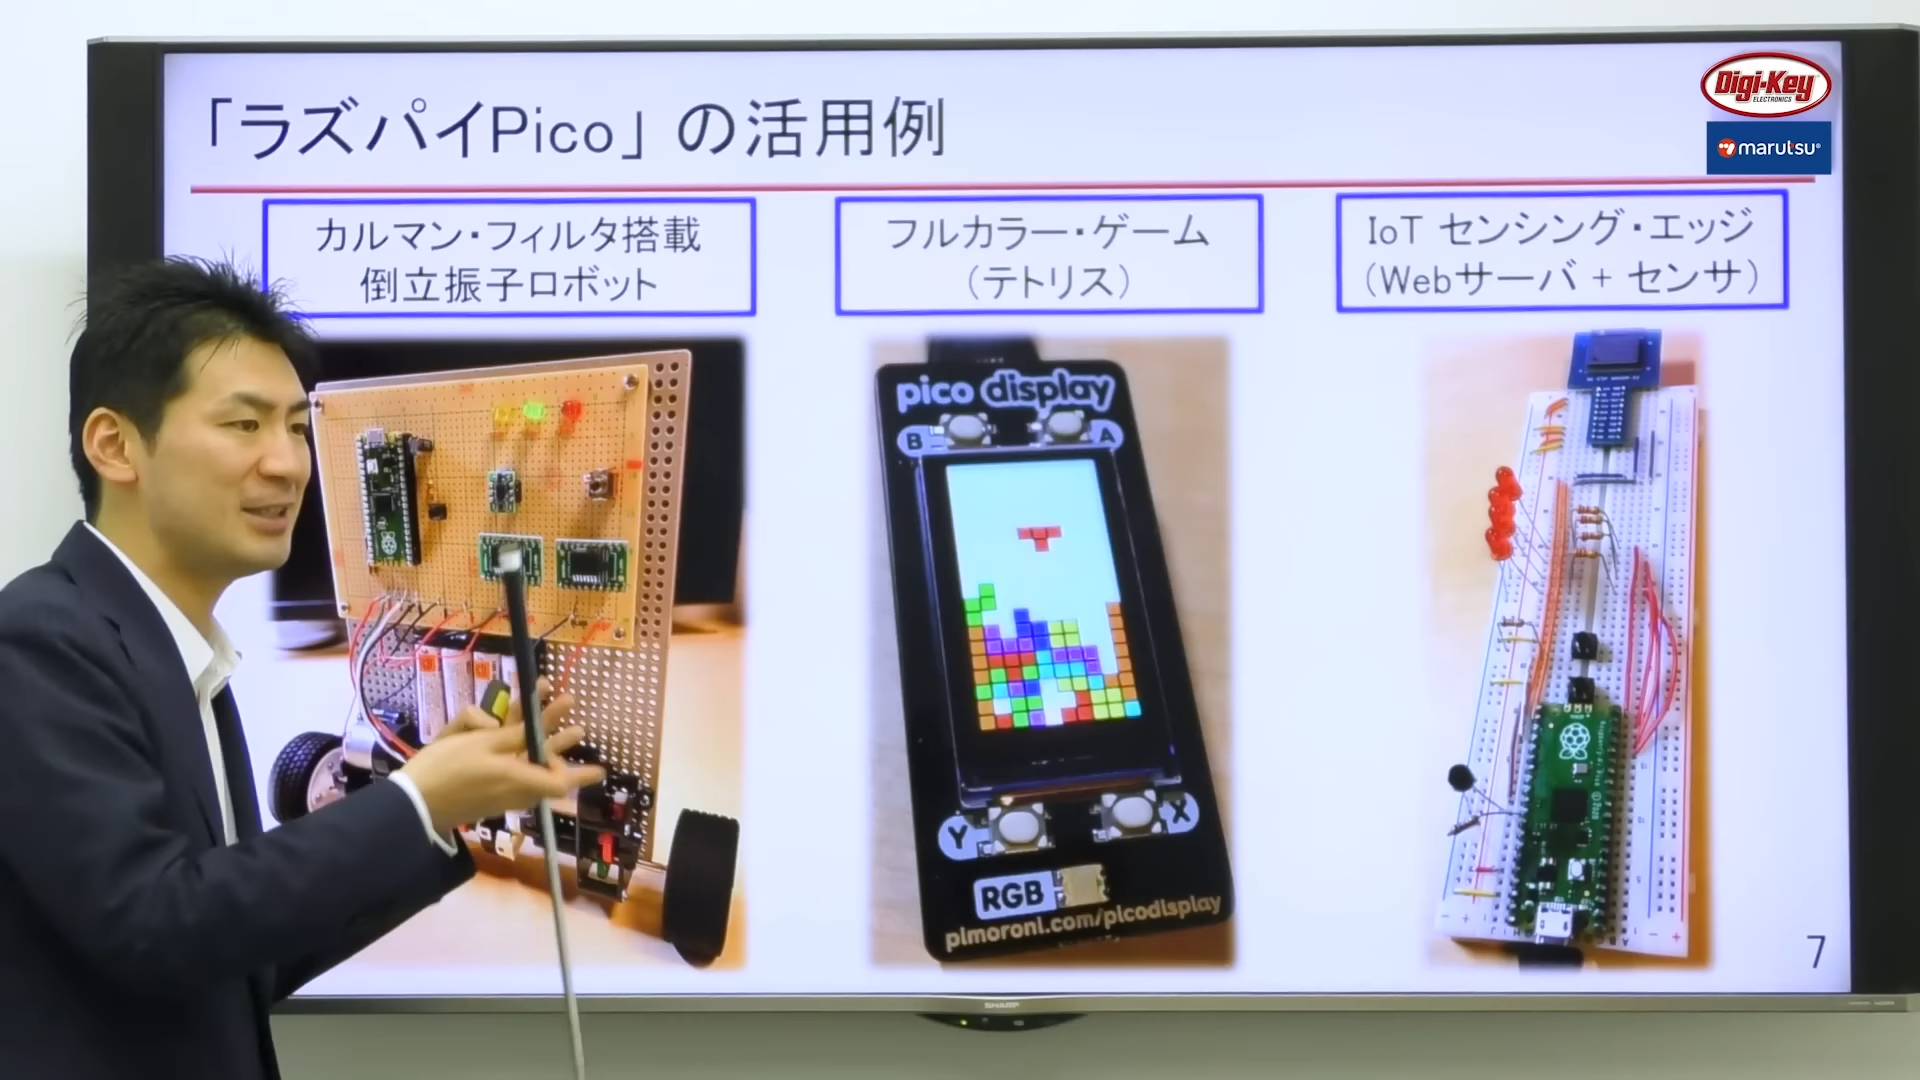 「ラズパイPico」の活用例
Digi-Key
ELECTRONICS
marutsu
カルマン・フィルタ搭載
倒立振子ロボット
フルカラー・ゲーム
（テトリス）
IoT センシング・エッジ
（Webサーバ + センサ）
pico display
B
A
Y
X
RGB
pimoroni.com/picodisplay
7
SHARP